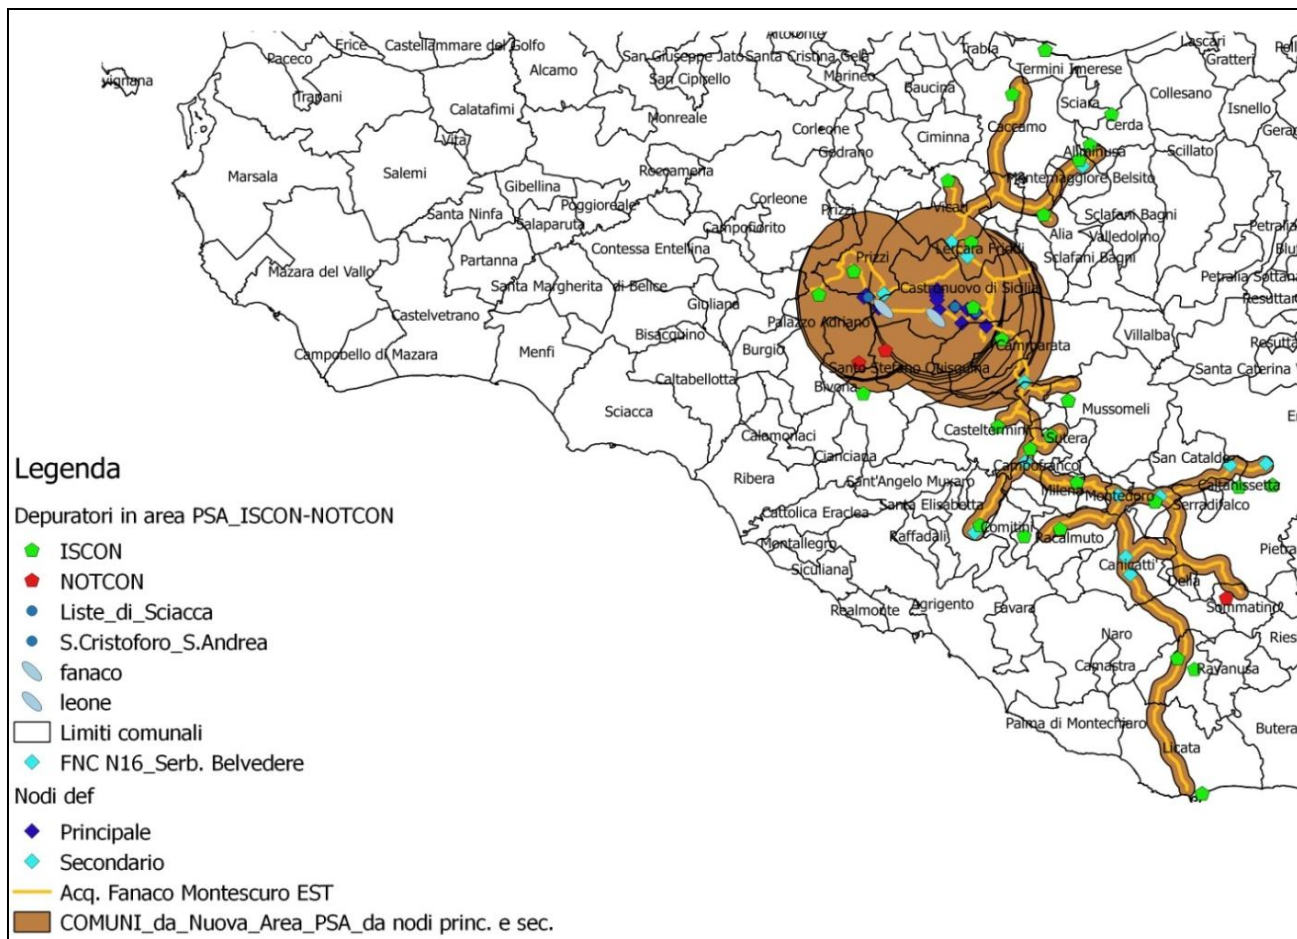 Erice
Castellammare del Golfo
Paceco
vignana
Trapani
Alcamo
San Giuseppe Jato
Santa Cristina Gela
San Cipirello
Marineo
Trabia
Lascari
Gratteri
Termini Imerese
Baucina
Collesano
Isnello
Sciara
Cerda
Calatafimi
Monreale
Corleone
Ciminna
Caccamo
Vita
Godrano
Aliminusa
Scillato
Marsala
Salemi
Roccamena
Montemaggiore Belsito
Gibellina
Poggioreale
Corleone
Prizzi
Vicari
Santa Ninfa
Salaparuta
Campofiorito
Alia
Sclafani Bagni
Valledolmo
Contessa Entellina
Lercara Friddi
Sclafani Bagni
Partanna
Prizzi
Mazara del Vallo
Santa Margherita di Belice
Castronuovo di Sicilia
Petralia Sottana
Giuliana
Castelvetrano
Palazzo Adriano
Bisacquino
Villalba
Campobello di Mazara
Menfi
Burgio
Cammarata
Caltabellotta
Santo Stefano Quisquina
Santa Caterina
Bivona
Sciacca
Mussomeli
Calamonaci
Casteltermini
Sutera
Cianciana
San Cataldo
Ribera
Sant'Angelo Muxaro
Campofranco
Caltanissetta
Santa Elisabetta
Milena
Montedoro
Serradifalco
Cattolica Eraclea
Comitini
Raffadali
Racalmuto
Montallegro
Siculiana
Canicatti'
Delia
Realmonte
Agrigento
Favara
Sommatino
Naro
Camastra
Ravanusa
Palma di Montechiaro
Licata
Butera
Legenda
Depuratori in area PSA_ISCON-NOTCON
ISCON
NOTCON
Liste_di_Sciacca
S.Cristoforo_S.Andrea
fanaco
leone
Limiti comunali
FNC N16_Serb. Belvedere
Nodi def
Principale
Secondario
Acq. Fanaco Montescuro EST
COMUNI_da_Nuova_Area_PSA_da nodi princ. e sec.